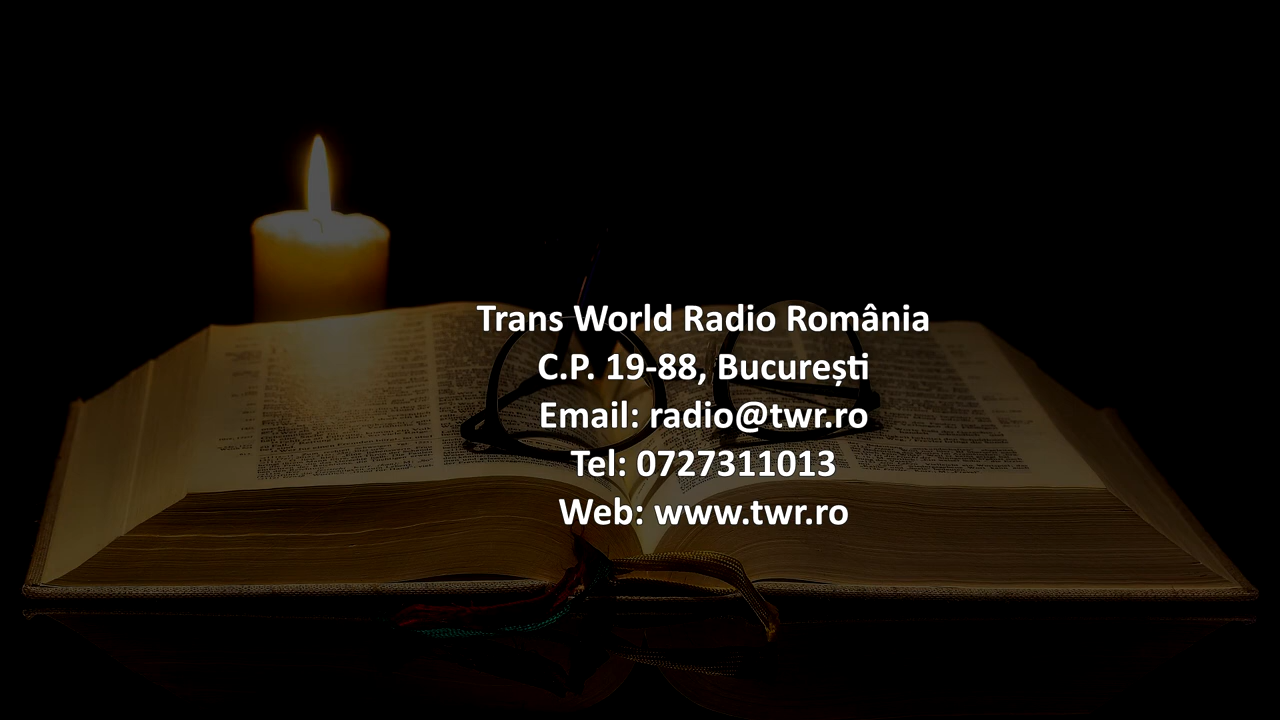 Trans World Radio România
C.P. 19-88, București
Email: radio@twr.ro
Tel: 0727311013
Web: www.twr.ro